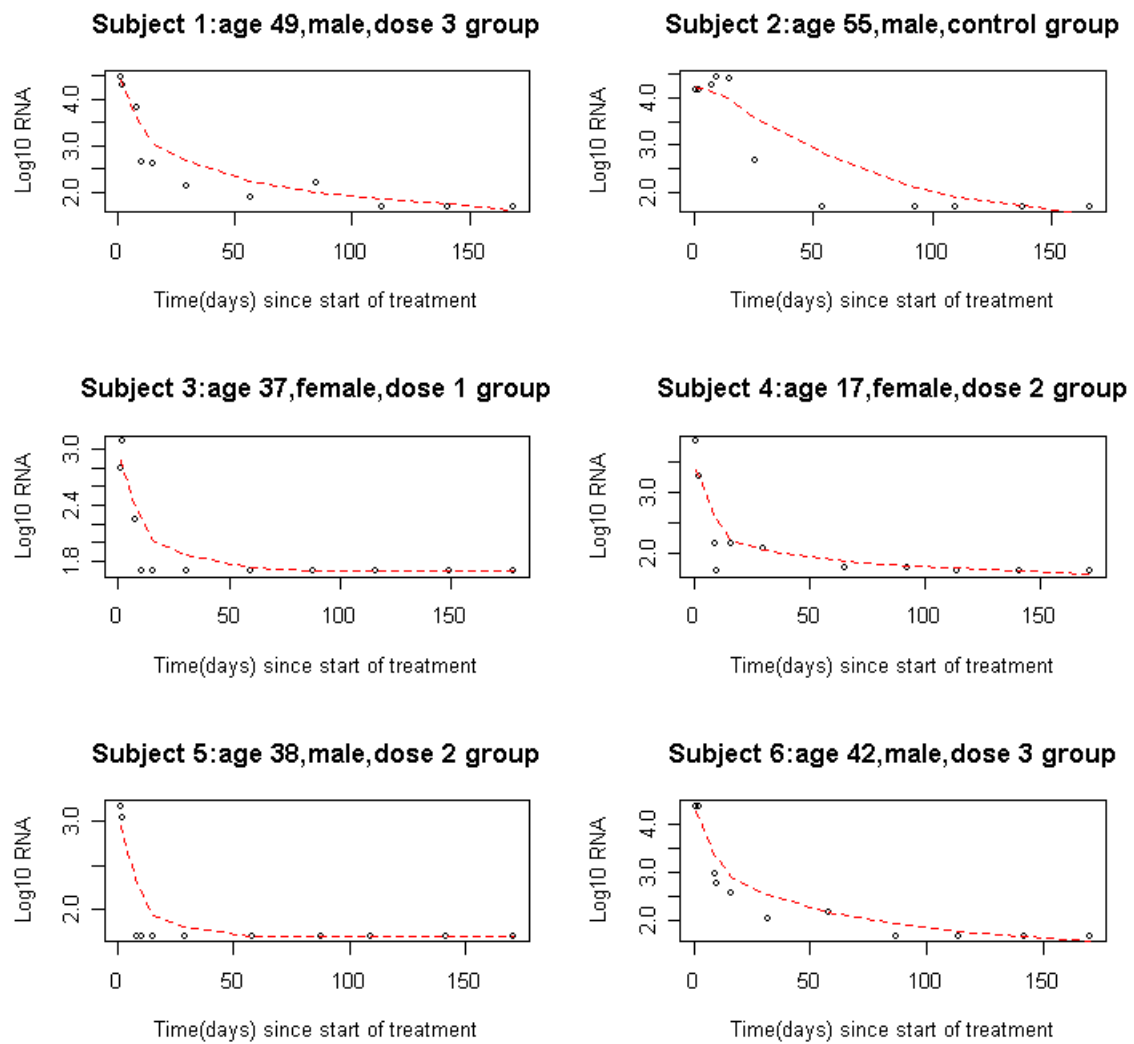 Subject 1:age 49,male,dose 3 group
Log10 RNA
4.0
3.0
2.0
0
50
100
150
Time(days) since start of treatment
Subject 2:age 55,male,control group
Log10 RNA
4.0
3.0
2.0
0
50
100
150
Time(days) since start of treatment
Subject 3:age 37,female,dose 1 group
Log10 RNA
3.0
2.4
1.8
0
50
100
150
Time(days) since start of treatment
Subject 4:age 17,female,dose 2 group
Log10 RNA
3.0
2.0
0
50
100
150
Time(days) since start of treatment
Subject 5:age 38,male,dose 2 group
Log10 RNA
3.0
2.0
0
50
100
150
Time(days) since start of treatment
Subject 6:age 42,male,dose 3 group
Log10 RNA
4.0
3.0
2.0
0
50
100
150
Time(days) since start of treatment